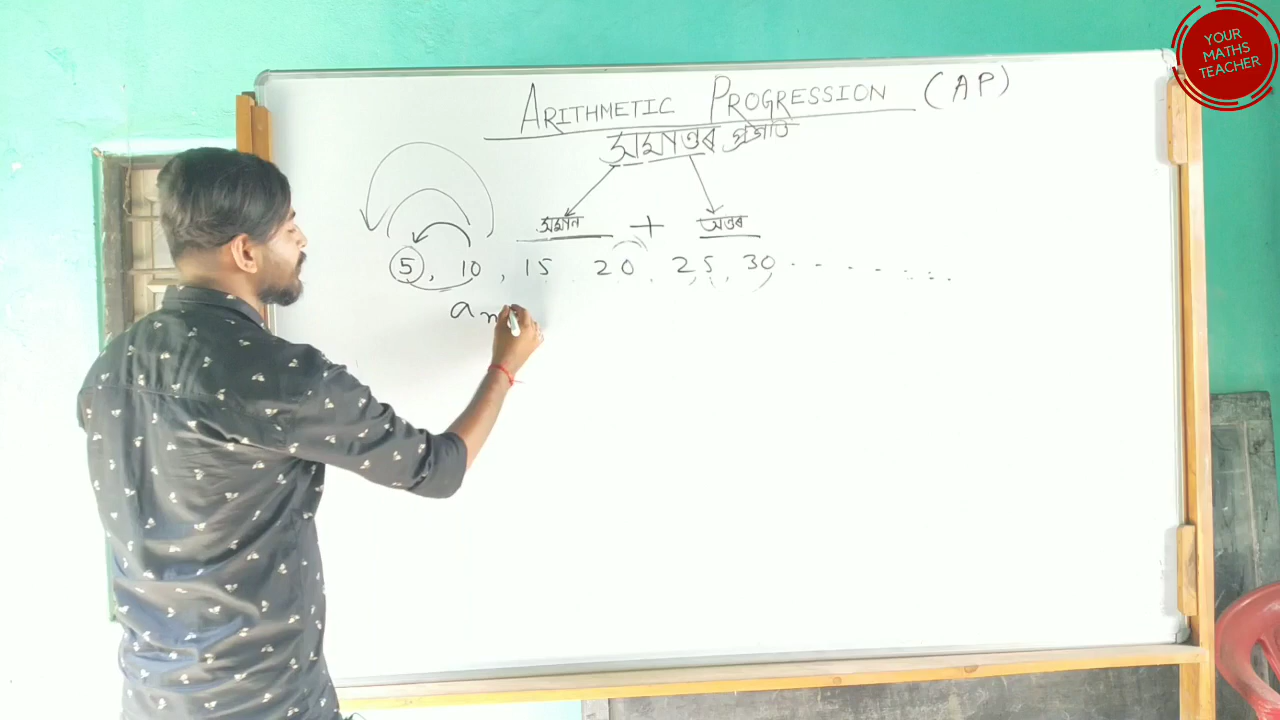 ARITHMETIC PROGRESSION (AP)
সমান্তৰ প্ৰগতি
সমান + অন্তৰ
5, 10, 15 20, 25, 30 . . . . . . . .
a n
YOUR
MATHS
TEACHER